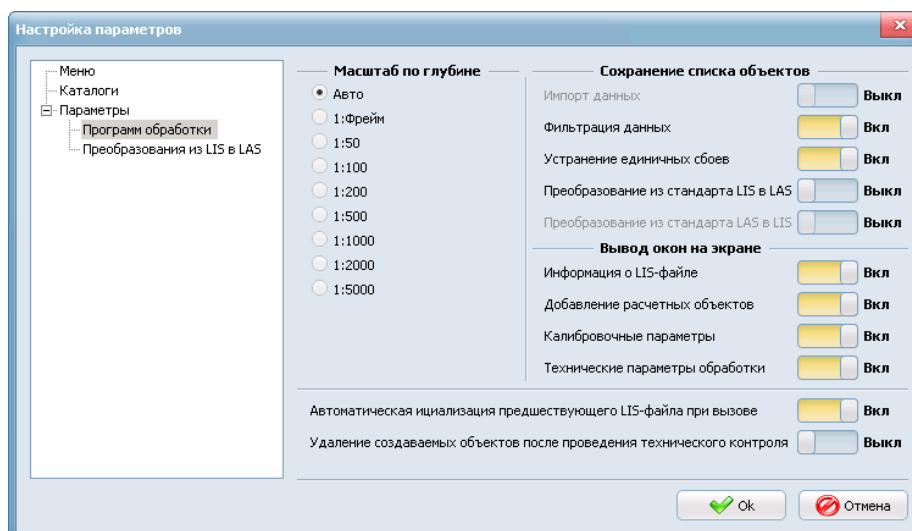 Настройка параметров
Меню
Каталоги
Параметры
Программ обработки
Преобразования из LIS в LAS
Масштаб по глубине
Авто
1:Фрейм
1:50
1:100
1:200
1:500
1:1000
1:2000
1:5000
Сохранение списка объектов
Импорт данных Выкл
Фильтрация данных Вкл
Устранение единичных сбоев Вкл
Преобразование из стандарта LIS в LAS Выкл
Преобразование из стандарта LAS в LIS Выкл
Вывод окон на экране
Информация о LIS-файле Вкл
Добавление расчетных объектов Вкл
Калибровочные параметры Вкл
Технические параметры обработки Вкл
Автоматическая ициализация предшествующего LIS-файла при вызове Вкл
Удаление создаваемых объектов после проведения технического контроля Выкл
Ok Отмена